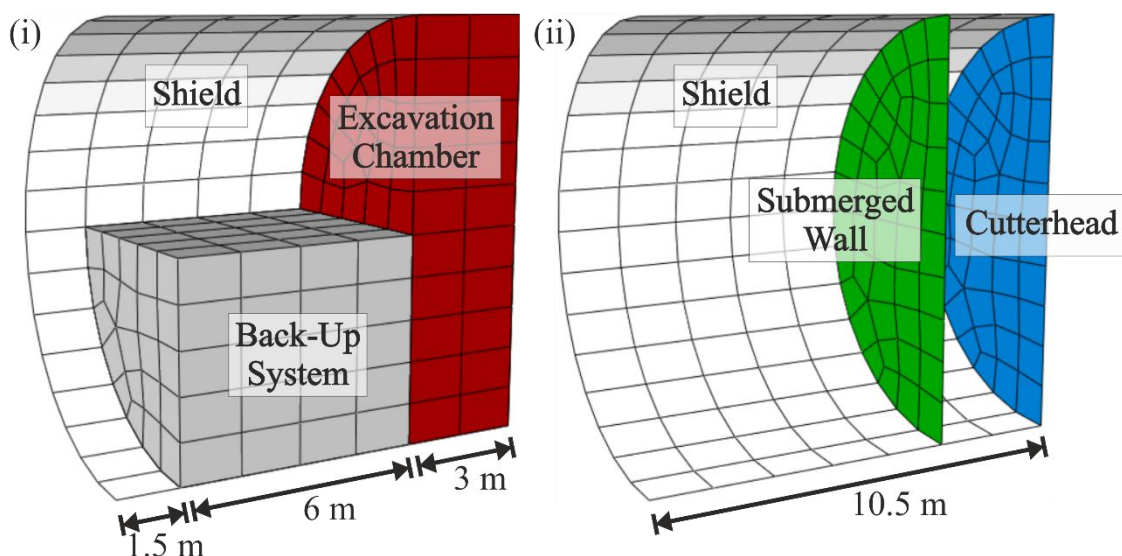 (i)
Shield
Excavation
Chamber
Back-Up
System
1.5 m
6 m
3 m
(ii)
Shield
Submerged
Wall
Cutterhead
10.5 m